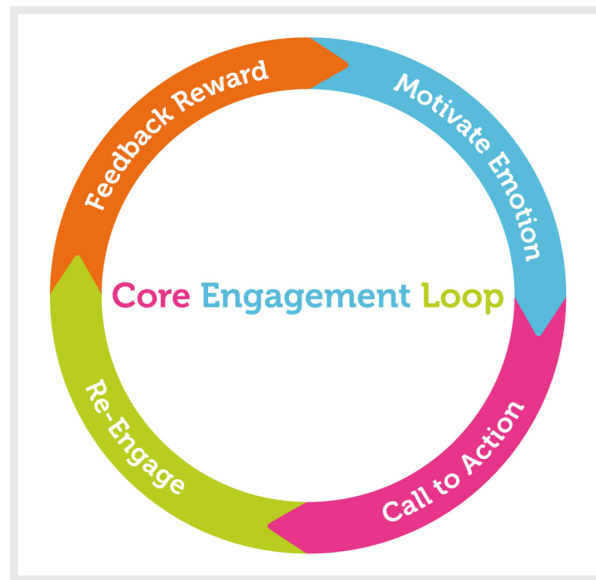 Feedback Reward
Motivate Emotion
Core Engagement Loop
Re-Engage
Call to Action